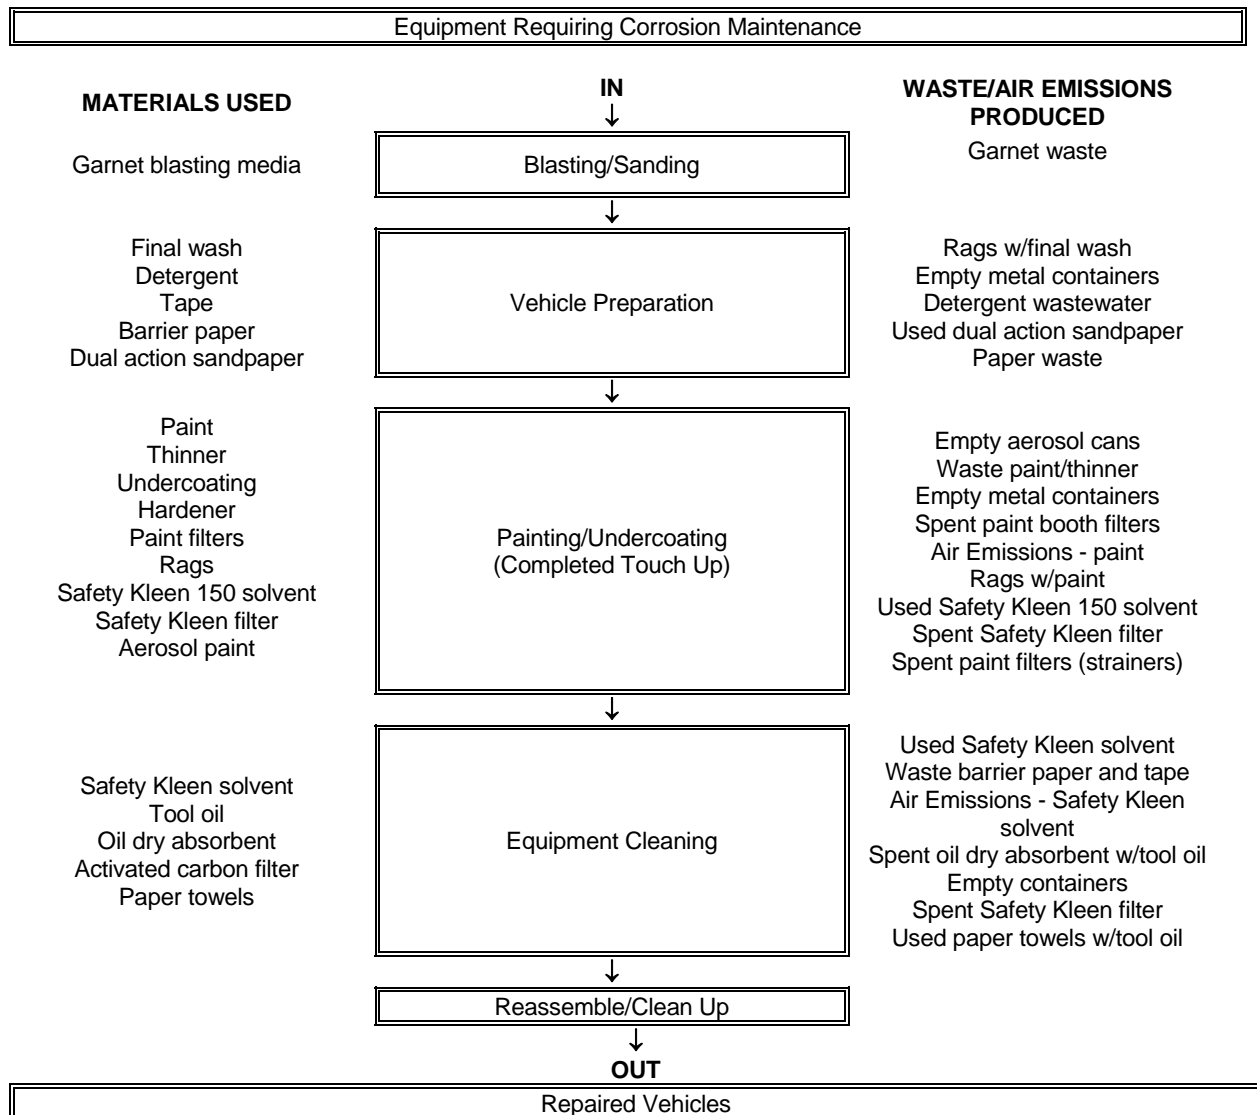 Equipment Requiring Corrosion Maintenance
MATERIALS USED
IN
WASTE/AIR EMISSIONS
PRODUCED
Garnet blasting media
Blasting/Sanding
Garnet waste
Final wash
Detergent
Tape
Barrier paper
Dual action sandpaper
Vehicle Preparation
Rags w/final wash
Empty metal containers
Detergent wastewater
Used dual action sandpaper
Paper waste
Paint
Thinner
Undercoating
Hardener
Paint filters
Rags
Safety Kleen 150 solvent
Safety Kleen filter
Aerosol paint
Painting/Undercoating
(Completed Touch Up)
Empty aerosol cans
Waste paint/thinner
Empty metal containers
Spent paint booth filters
Air Emissions - paint
Rags w/paint
Used Safety Kleen 150 solvent
Spent Safety Kleen filter
Spent paint filters (strainers)
Safety Kleen solvent
Tool oil
Oil dry absorbent
Activated carbon filter
Paper towels
Equipment Cleaning
Used Safety Kleen solvent
Waste barrier paper and tape
Air Emissions - Safety Kleen
solvent
Spent oil dry absorbent w/tool oil
Empty containers
Spent Safety Kleen filter
Used paper towels w/tool oil
Reassemble/Clean Up
OUT
Repaired Vehicles